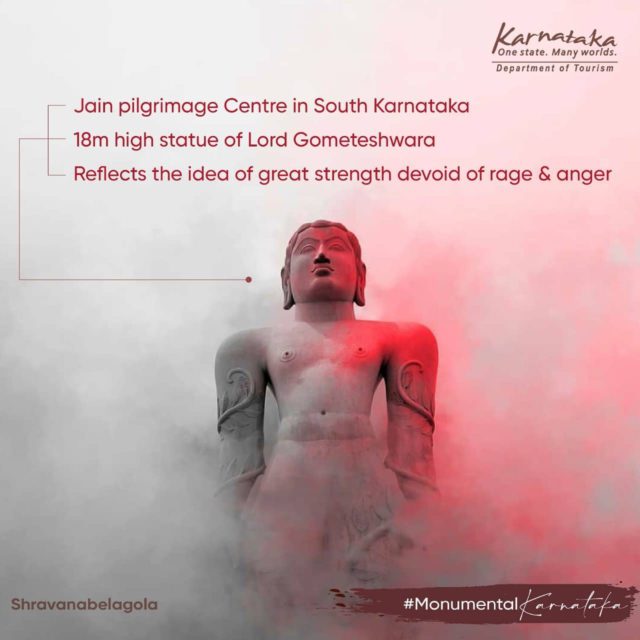 Karnataka
One state. Many worlds.
Department of Tourism
Jain pilgrimage Centre in South Karnataka
18m high statue of Lord Gometeshwara
Reflects the idea of great strength devoid of rage & anger
Shravanabelagola
#MonumentalKarnataka